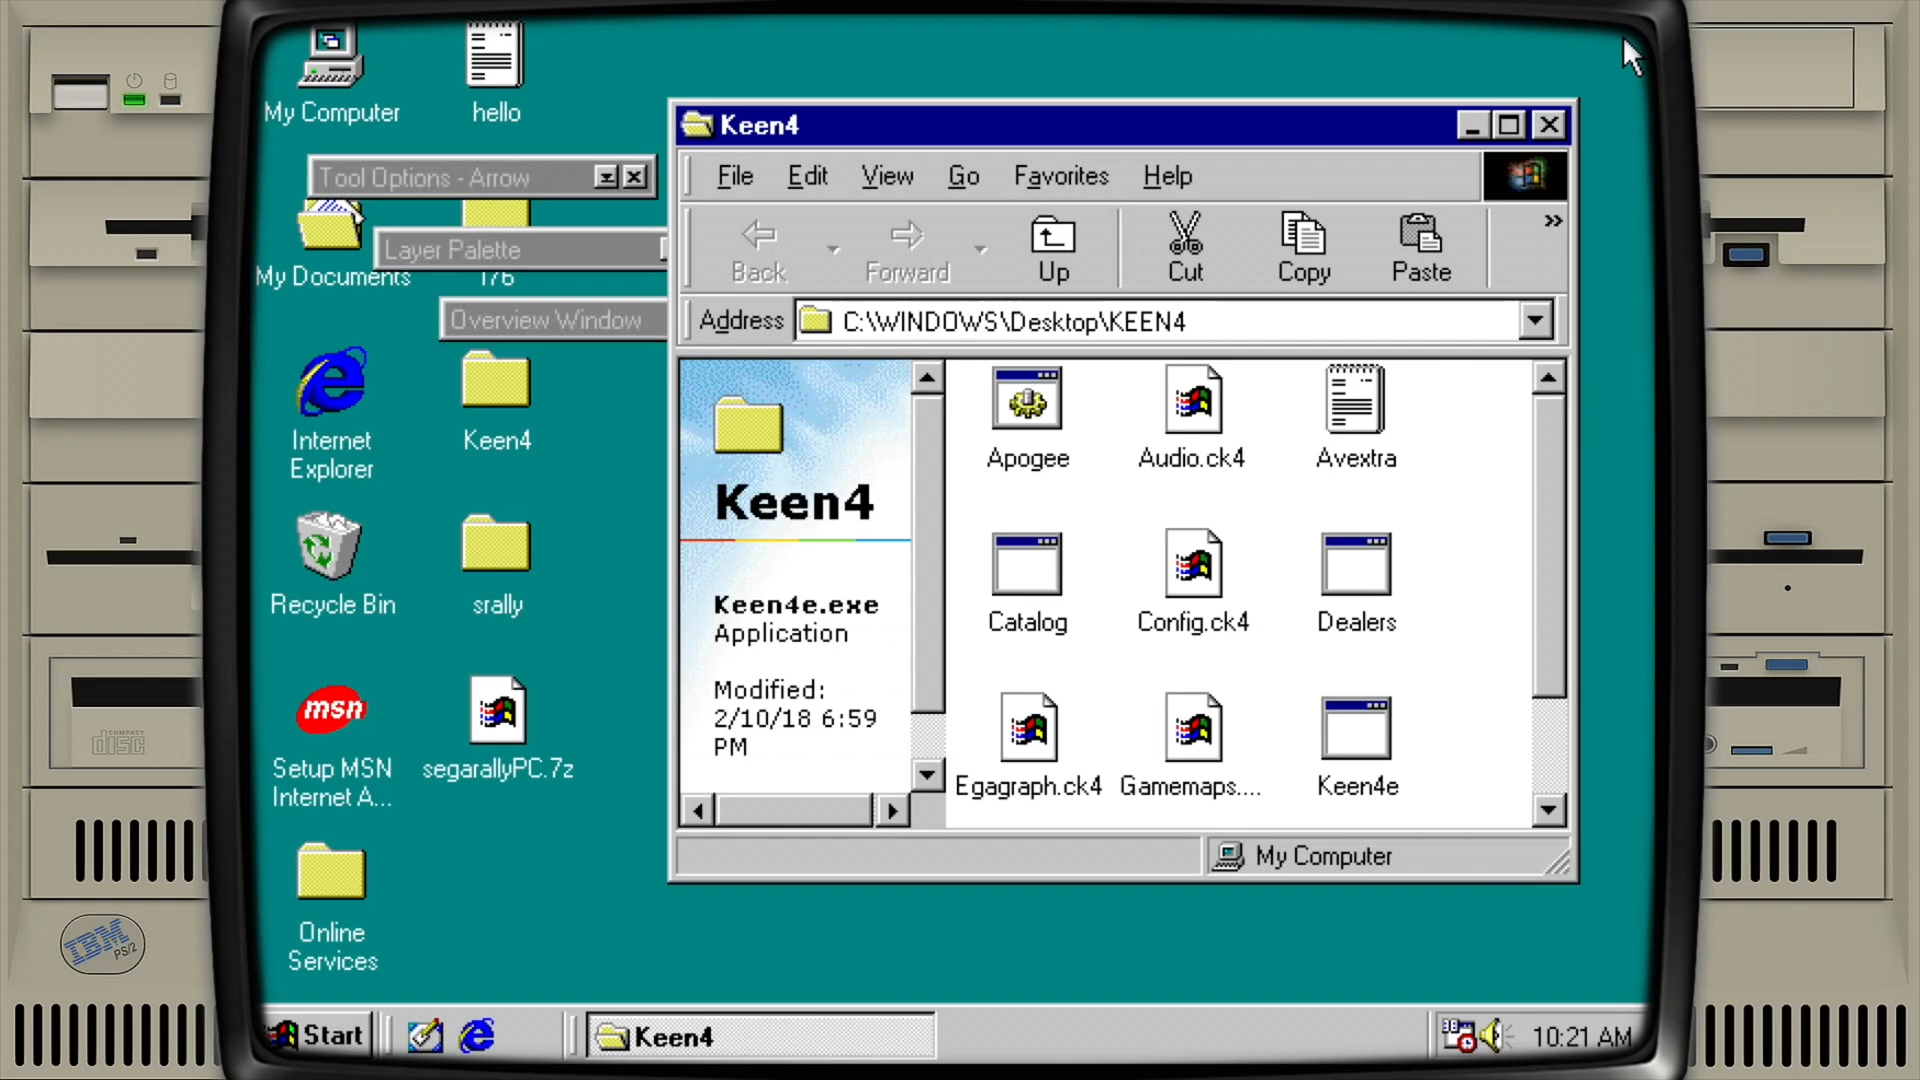 My Computer
hello
Tool Options - Arrow
My Documents
176
Layer Palette
Overview Window
Internet
Explorer
Keen4
Recycle Bin
srally
msn
Setup MSN
Internet A...
segarallyPC.7z
Online
Services
Keen4
File Edit View Go Favorites Help
Back Forward Up Cut Copy Paste »
Address C:\WINDOWS\Desktop\KEEN4
Keen4
Keen4e.exe
Application
Modified:
2/10/18 6:59
PM
Apogee Audio.ck4 Avextra
Catalog Config.ck4 Dealers
Egagraph.ck4 Gamemaps.... Keen4e
My Computer
Start Keen4 10:21 AM
COMPACT
disc
IBM
PS/2